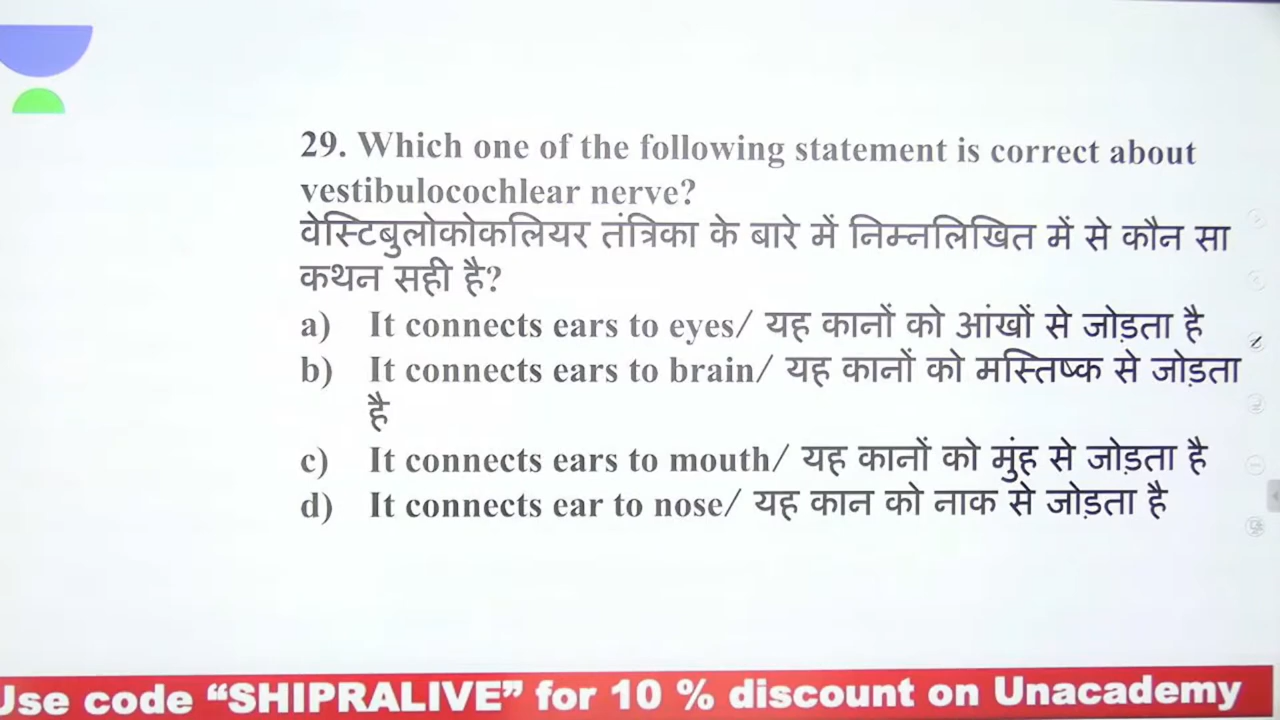 29. Which one of the following statement is correct about
vestibulocochlear nerve?
वेस्टिबुलोकोकलियर तंत्रिका के बारे में निम्नलिखित में से कौन सा
कथन सही है?
a) It connects ears to eyes/ यह कानों को आंखों से जोड़ता है
b) It connects ears to brain/ यह कानों को मस्तिष्क से जोड़ता
है
c) It connects ears to mouth/ यह कानों को मुंह से जोड़ता है
d) It connects ear to nose/ यह कान को नाक से जोड़ता है
Use code “SHIPRALIVE” for 10 % discount on Unacademy